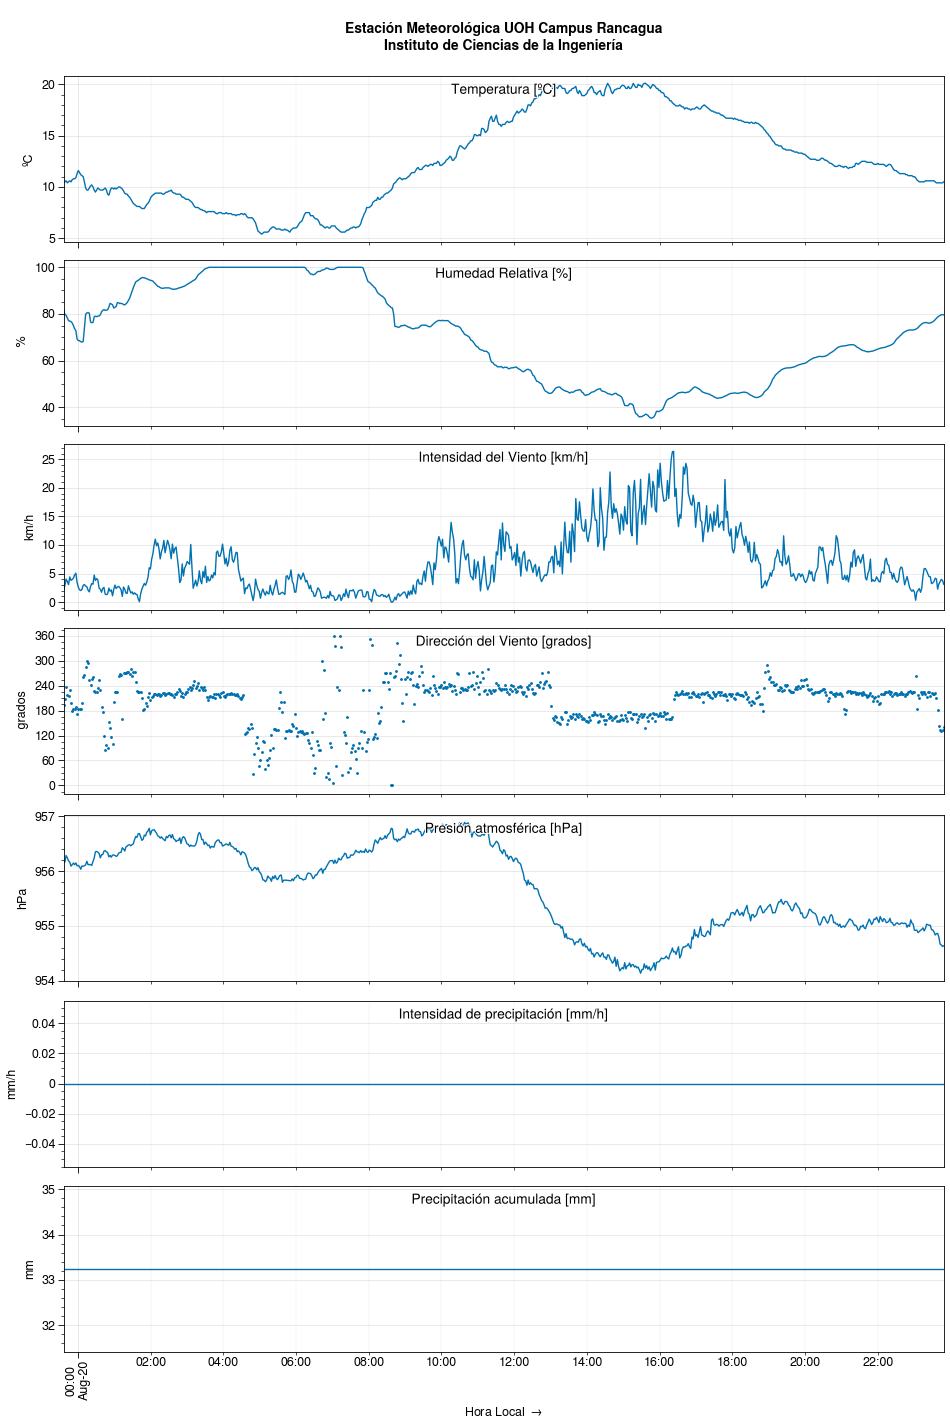 Estación Meteorológica UOH Campus Rancagua
Instituto de Ciencias de la Ingeniería
Temperatura [ºC]
20
15
10
5
ºC
Humedad Relativa [%]
100
80
60
40
%
Intensidad del Viento [km/h]
25
20
15
10
5
0
km/h
Dirección del Viento [grados]
360
300
240
180
120
60
0
grados
Presión atmosférica [hPa]
957
956
955
954
hPa
Intensidad de precipitación [mm/h]
0.04
0.02
0
−0.02
−0.04
mm/h
Precipitación acumulada [mm]
35
34
33
32
mm
00:00
Aug-20
02:00
04:00
06:00
08:00
10:00
12:00
14:00
16:00
18:00
20:00
22:00
Hora Local →